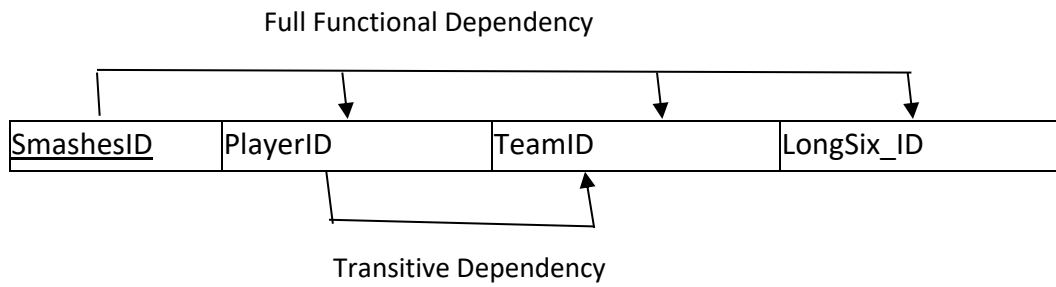 Full Functional Dependency
SmashesID PlayerID TeamID LongSix_ID
Transitive Dependency